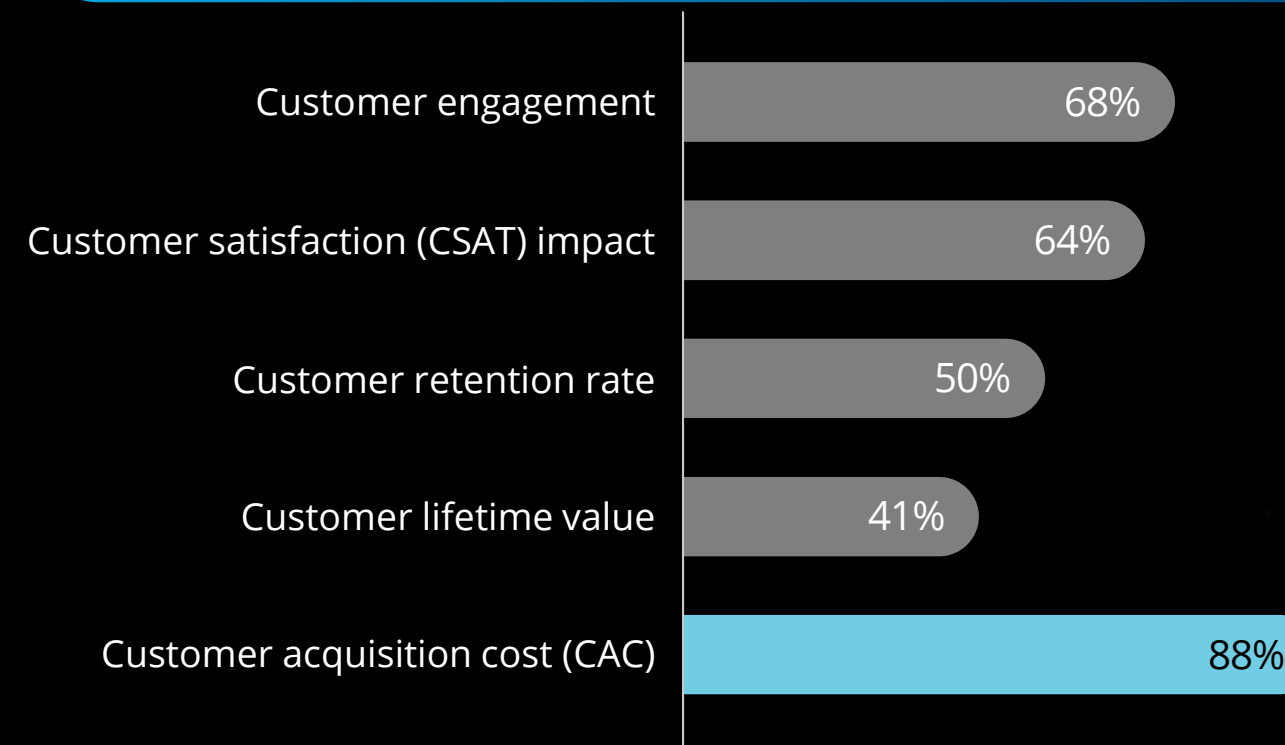 Customer engagement 68%
Customer satisfaction (CSAT) impact 64%
Customer retention rate 50%
Customer lifetime value 41%
Customer acquisition cost (CAC) 88%